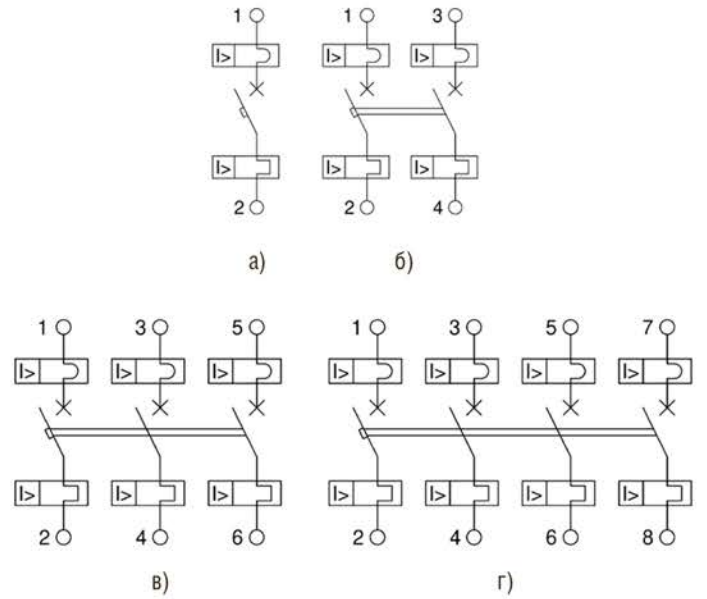 1 1 3
I> I> I>
I> I> I>
2 2 4
а) б)
1 3 5 1 3 5 7
I> I> I> I> I> I> I>
I> I> I> I> I> I> I>
2 4 6 2 4 6 8
в) г)